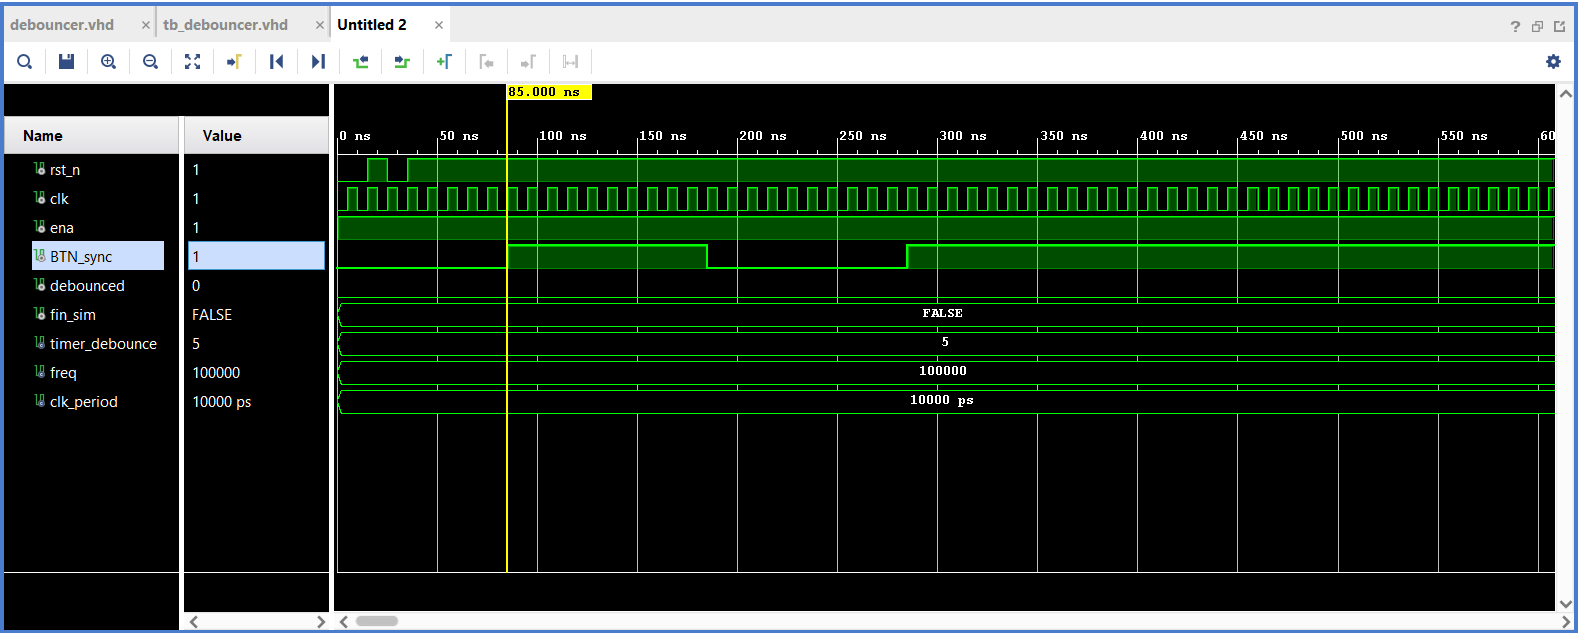 debouncer.vhd × tb_debouncer.vhd × Untitled 2 ×
?
85.000 ns
Name Value
0 ns 50 ns 100 ns 150 ns 200 ns 250 ns 300 ns 350 ns 400 ns 450 ns 500 ns 550 ns 60
rst_n 1
clk 1
ena 1
BTN_sync 1
debounced 0
fin_sim FALSE FALSE
timer_debounce 5 5
freq 100000 100000
clk_period 10000 ps 10000 ps